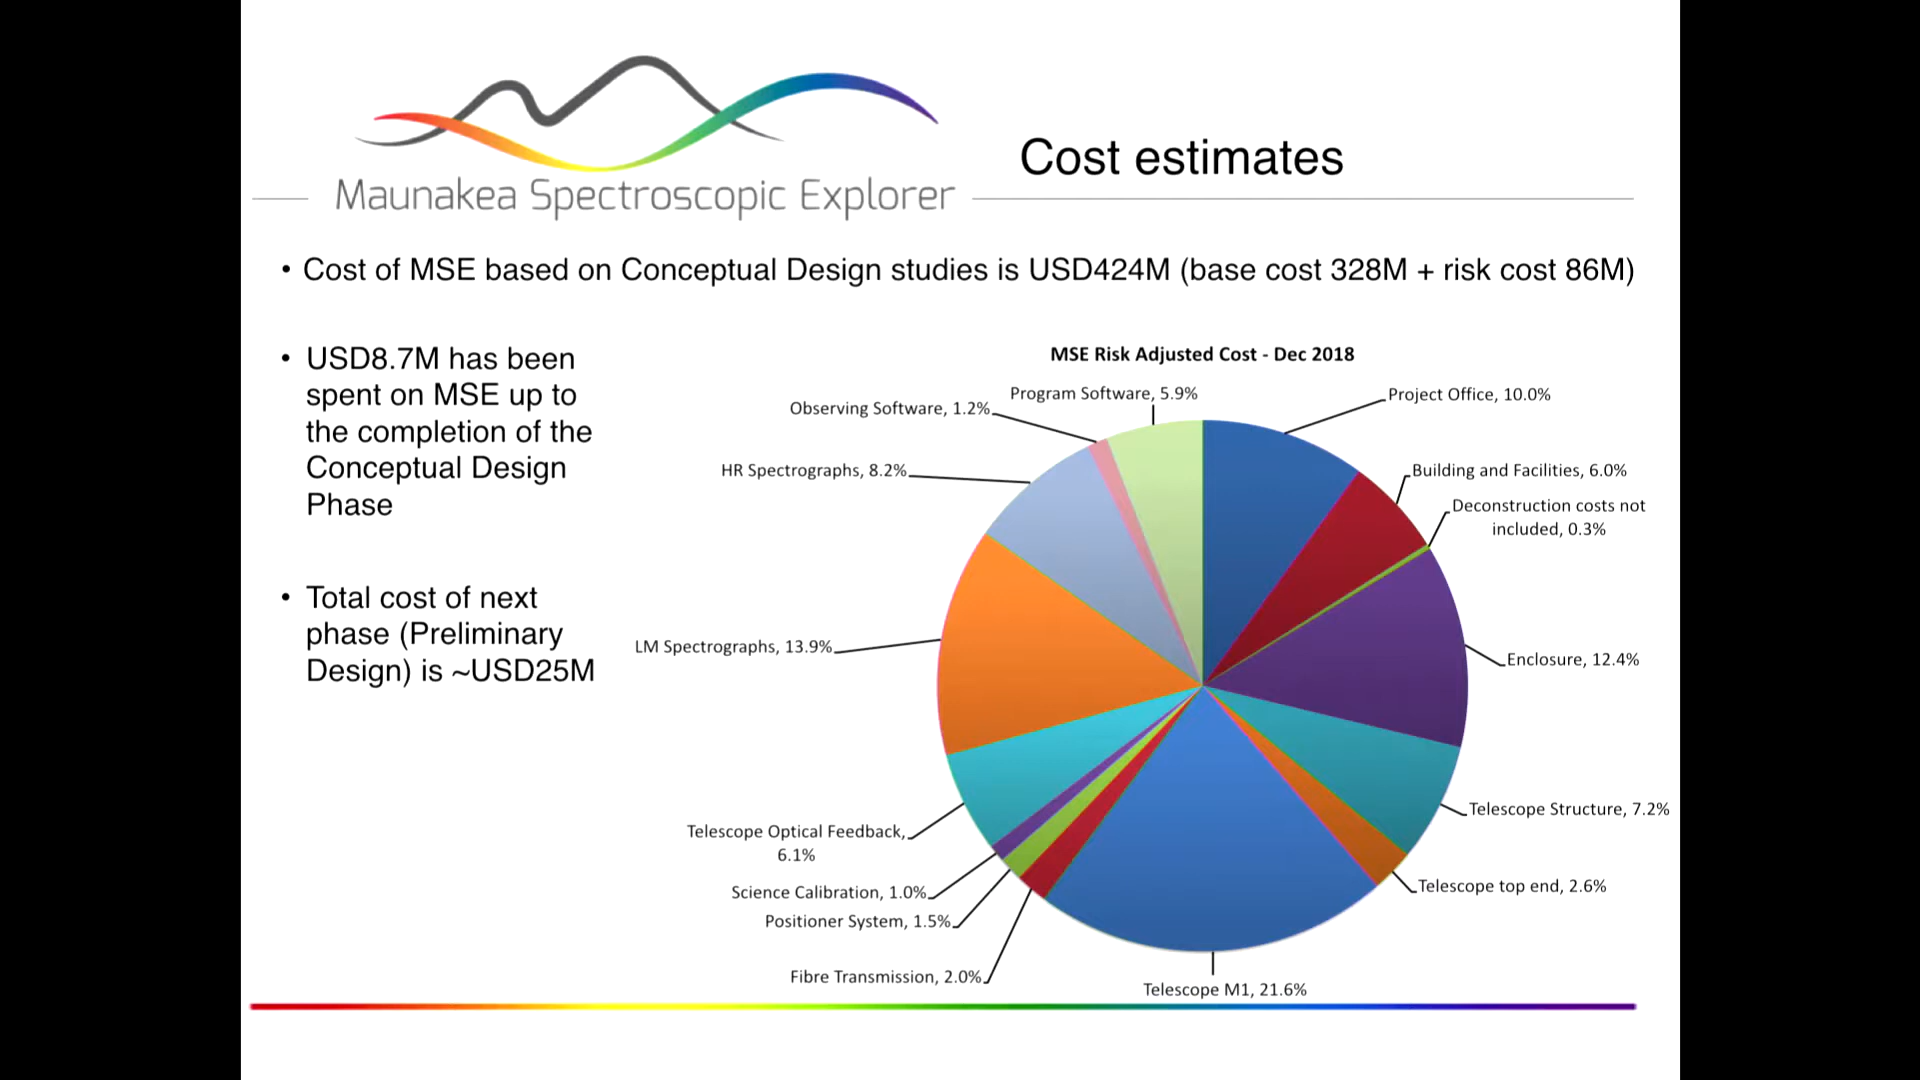 Maunakea Spectroscopic Explorer
Cost estimates
• Cost of MSE based on Conceptual Design studies is USD424M (base cost 328M + risk cost 86M)
• USD8.7M has been
spent on MSE up to
the completion of the
Conceptual Design
Phase
• Total cost of next
phase (Preliminary
Design) is ~USD25M
MSE Risk Adjusted Cost - Dec 2018
Program Software, 5.9%
Project Office, 10.0%
Observing Software, 1.2%
HR Spectrographs, 8.2%
Building and Facilities, 6.0%
Deconstruction costs not
included, 0.3%
LM Spectrographs, 13.9%
Enclosure, 12.4%
Telescope Structure, 7.2%
Telescope Optical Feedback,
6.1%
Telescope top end, 2.6%
Science Calibration, 1.0%
Positioner System, 1.5%
Fibre Transmission, 2.0%
Telescope M1, 21.6%